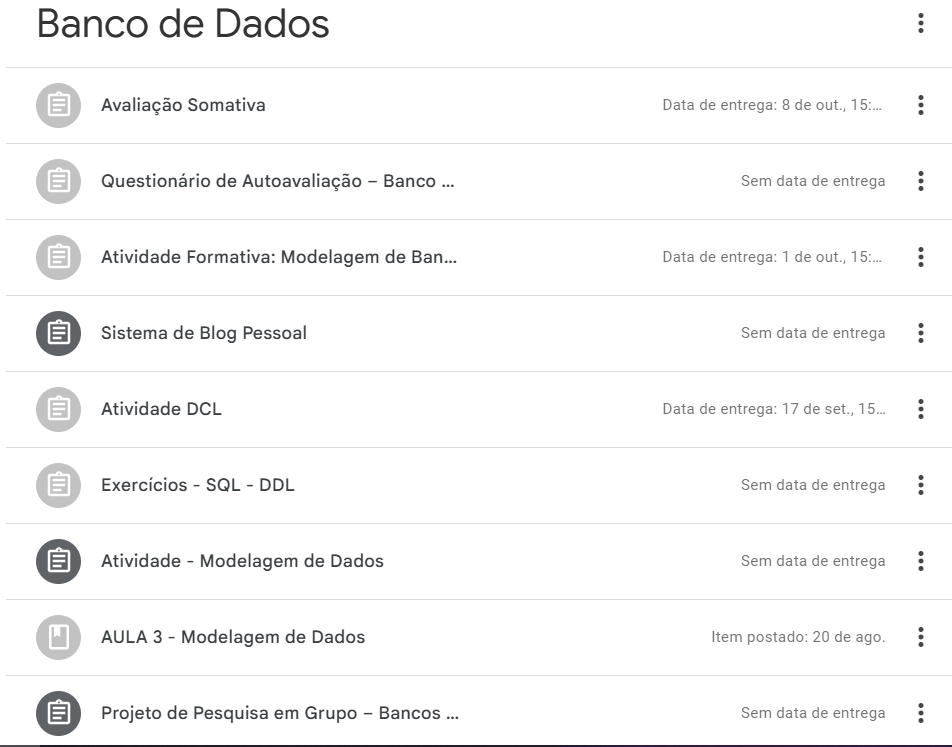 Banco de Dados
Avaliação Somativa Data de entrega: 8 de out., 15:...
Questionário de Autoavaliação – Banco ... Sem data de entrega
Atividade Formativa: Modelagem de Ban... Data de entrega: 1 de out., 15:...
Sistema de Blog Pessoal Sem data de entrega
Atividade DCL Data de entrega: 17 de set., 15...
Exercícios - SQL - DDL Sem data de entrega
Atividade - Modelagem de Dados Sem data de entrega
AULA 3 - Modelagem de Dados Item postado: 20 de ago.
Projeto de Pesquisa em Grupo – Bancos ... Sem data de entrega